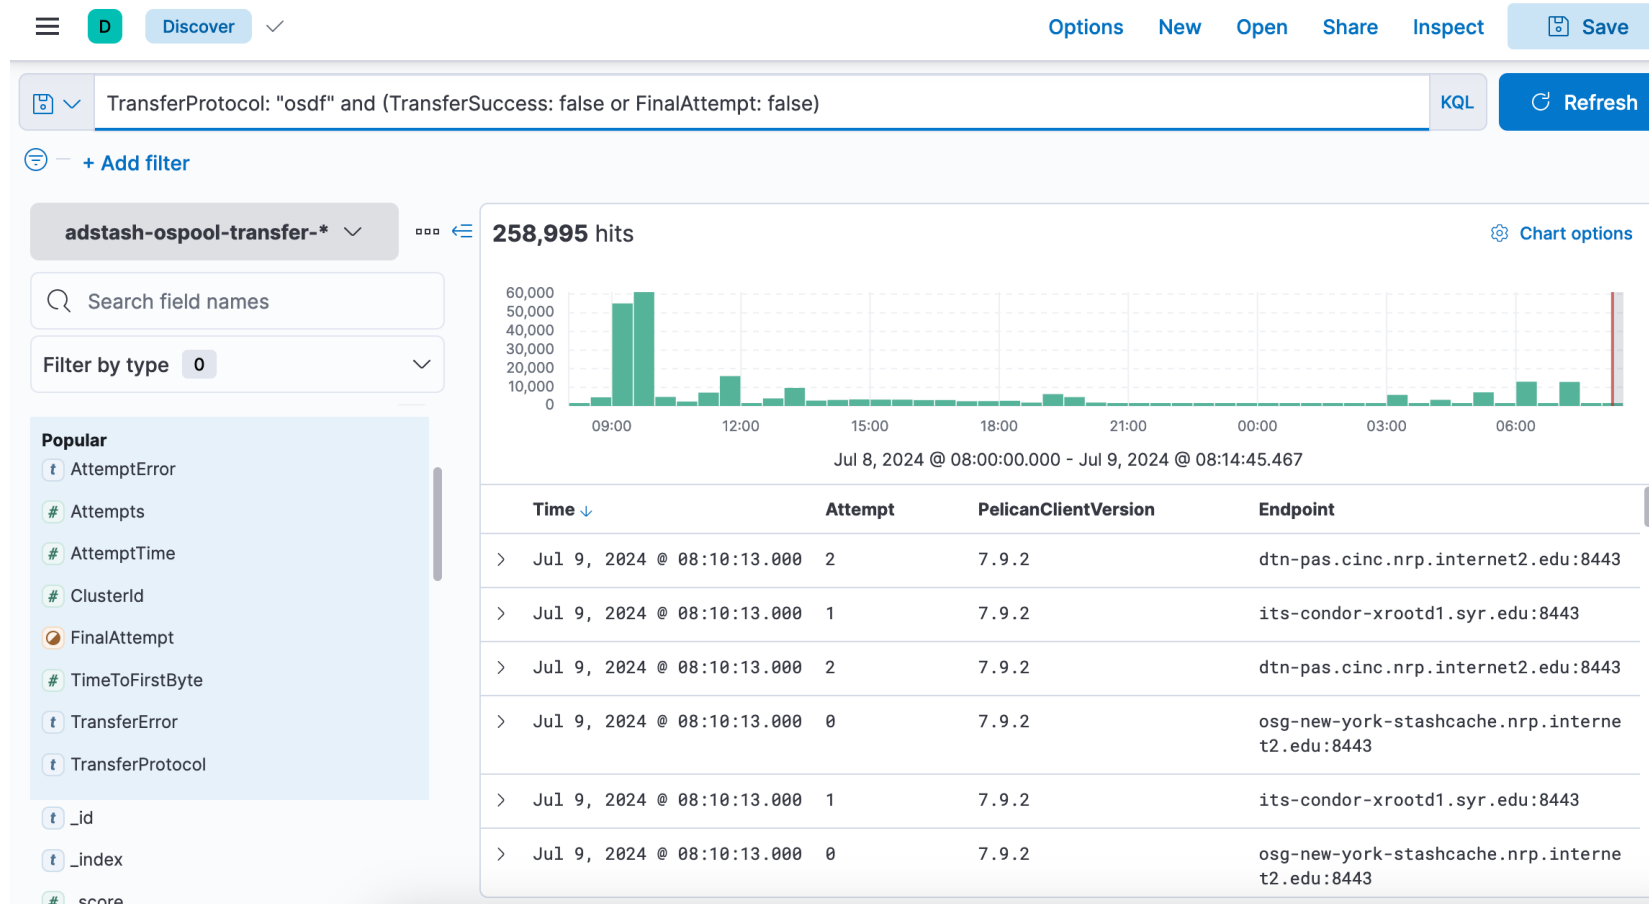 D
Discover
Options
New
Open
Share
Inspect
Save
TransferProtocol: "osdf" and (TransferSuccess: false or FinalAttempt: false)
KQL
Refresh
+ Add filter
adstash-ospool-transfer-*
Search field names
Filter by type 0
Popular
t AttemptError
# Attempts
# AttemptTime
# ClusterId
FinalAttempt
# TimeToFirstByte
t TransferError
t TransferProtocol
t _id
t _index
# _score
258,995 hits
Chart options
60,000
50,000
40,000
30,000
20,000
10,000
0
09:00 12:00 15:00 18:00 21:00 00:00 03:00 06:00
Jul 8, 2024 @ 08:00:00.000 - Jul 9, 2024 @ 08:14:45.467
Time Attempt PelicanClientVersion Endpoint
Jul 9, 2024 @ 08:10:13.000 2 7.9.2 dtn-pas.cinc.nrp.internet2.edu:8443
Jul 9, 2024 @ 08:10:13.000 1 7.9.2 its-condor-xrootd1.syr.edu:8443
Jul 9, 2024 @ 08:10:13.000 2 7.9.2 dtn-pas.cinc.nrp.internet2.edu:8443
Jul 9, 2024 @ 08:10:13.000 0 7.9.2 osg-new-york-stashcache.nrp.interne
t2.edu:8443
Jul 9, 2024 @ 08:10:13.000 1 7.9.2 its-condor-xrootd1.syr.edu:8443
Jul 9, 2024 @ 08:10:13.000 0 7.9.2 osg-new-york-stashcache.nrp.interne
t2.edu:8443